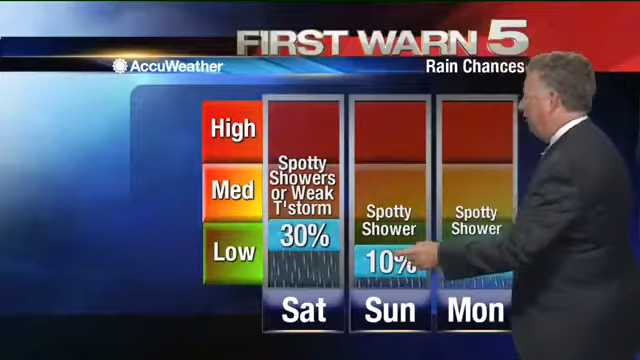 FIRST WARN 5
AccuWeather
Rain Chances
High
Med
Low
Spotty
Showers
or Weak
T'storm
30%
Sat
Spotty
Shower
10%
Sun
Spotty
Shower
Mon